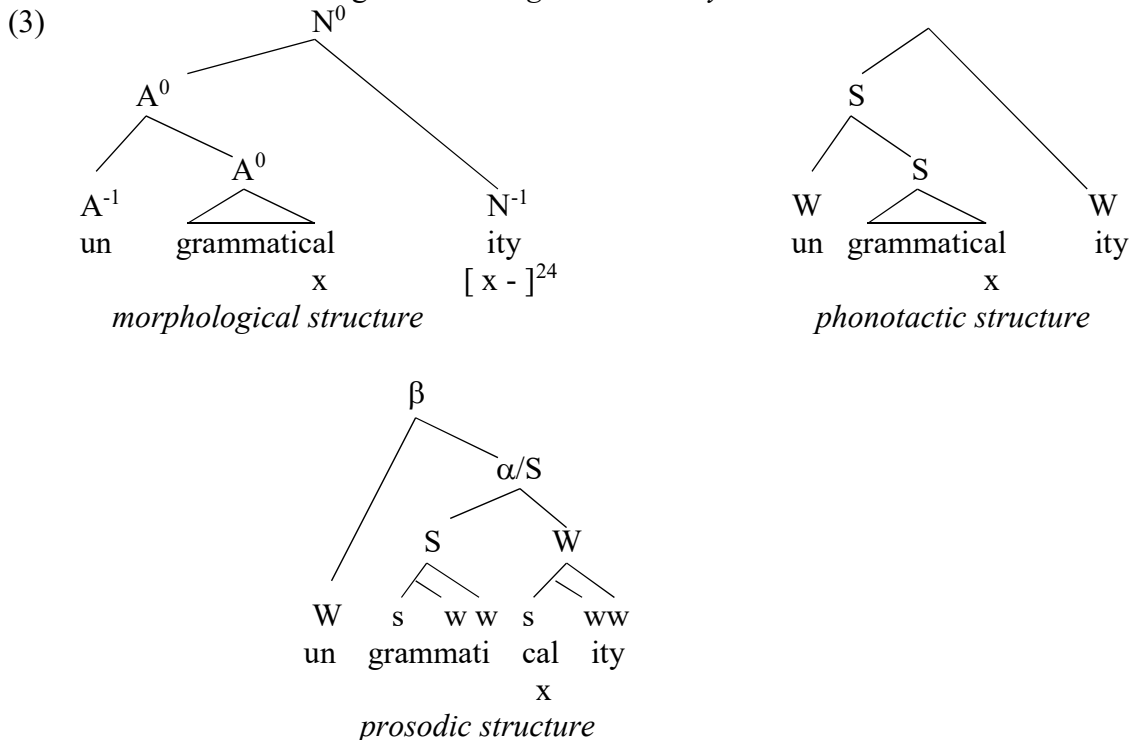 (3)
N⁰
A⁰ S
A⁰ S
A⁻¹ N⁻¹ W W
un grammatical ity un grammatical ity
x [ x - ]²⁴ x
morphological structure phonotactic structure
β
α/S
S W
W s w w s ww
un grammati cal ity
x
prosodic structure